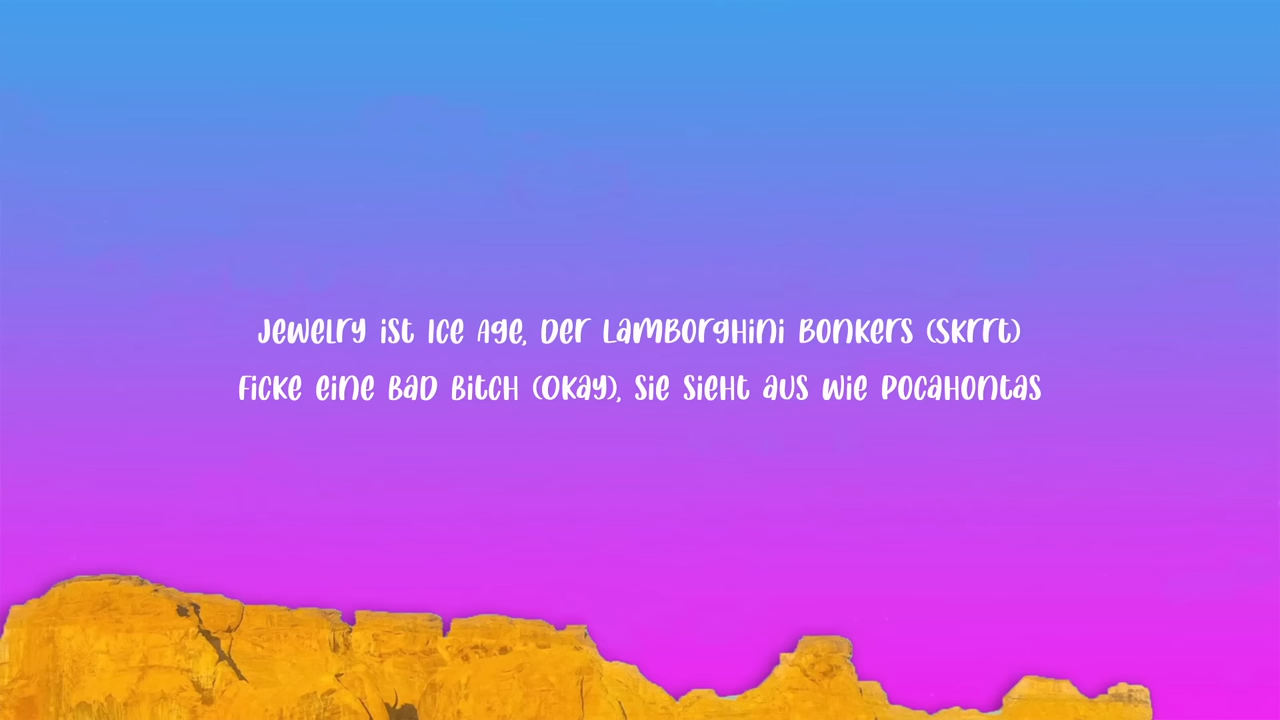 Jewelry ist Ice Age, der Lamborghini Bonkers (Skrrt)
Ficke eine Bad Bitch (Okay), sie sieht aus wie Pocahontas